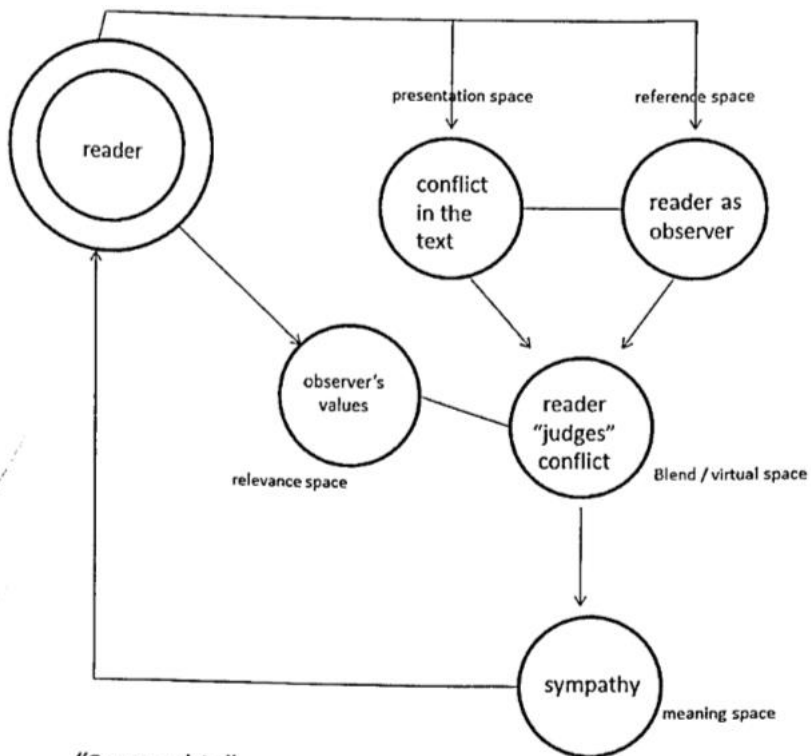 presentation space
reference space
reader
conflict
in the
text
reader as
observer
observer's
values
relevance space
reader
“judges”
conflict
Blend / virtual space
sympathy
meaning space